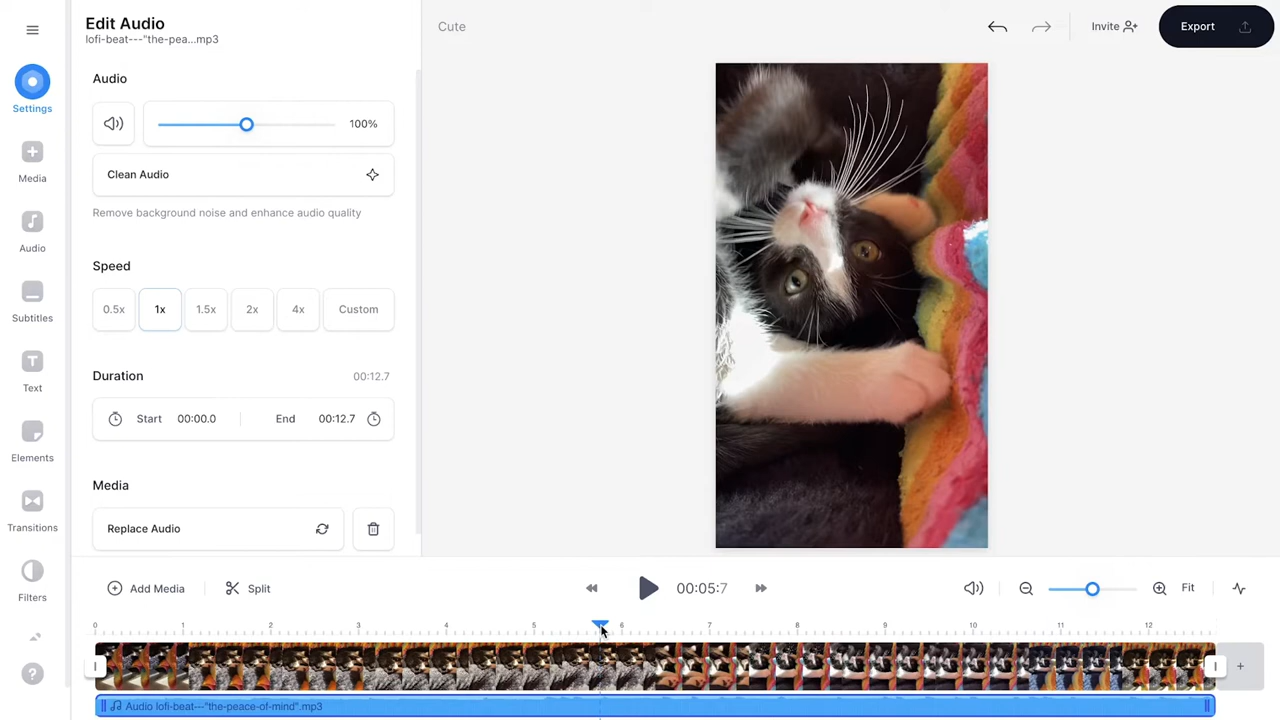 Edit Audio
lofi-beat---"the-pea...mp3
Cute
Invite
Export
Settings
Media
Audio
Subtitles
Text
Elements
Transitions
Filters
Audio
100%
Clean Audio
Remove background noise and enhance audio quality
Speed
0.5x 1x 1.5x 2x 4x Custom
Duration 00:12.7
Start 00:00.0 End 00:12.7
Media
Replace Audio
Add Media Split 00:05:7 Fit
0 1 2 3 4 5 6 7 8 9 10 11 12
Audio lofi-beat---"the-peace-of-mind".mp3